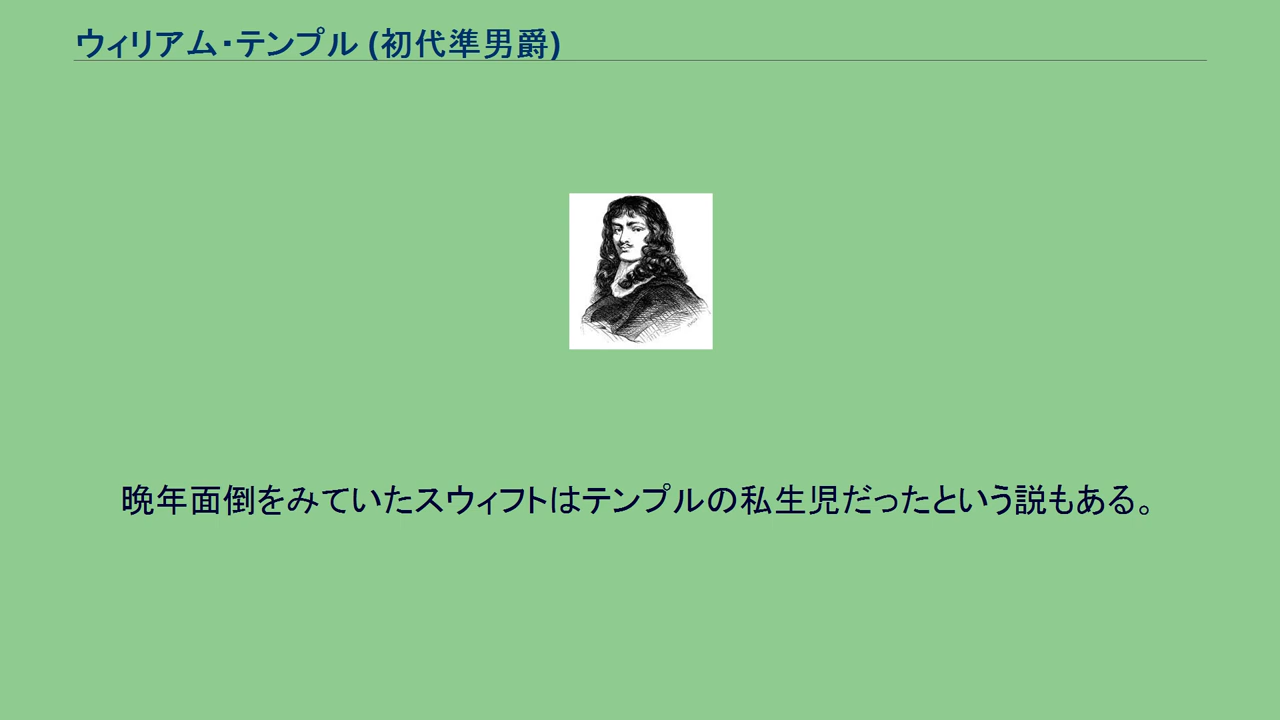 ウィリアム・テンプル (初代準男爵)
晩年面倒をみていたスウィフトはテンプルの私生児だったという説もある。